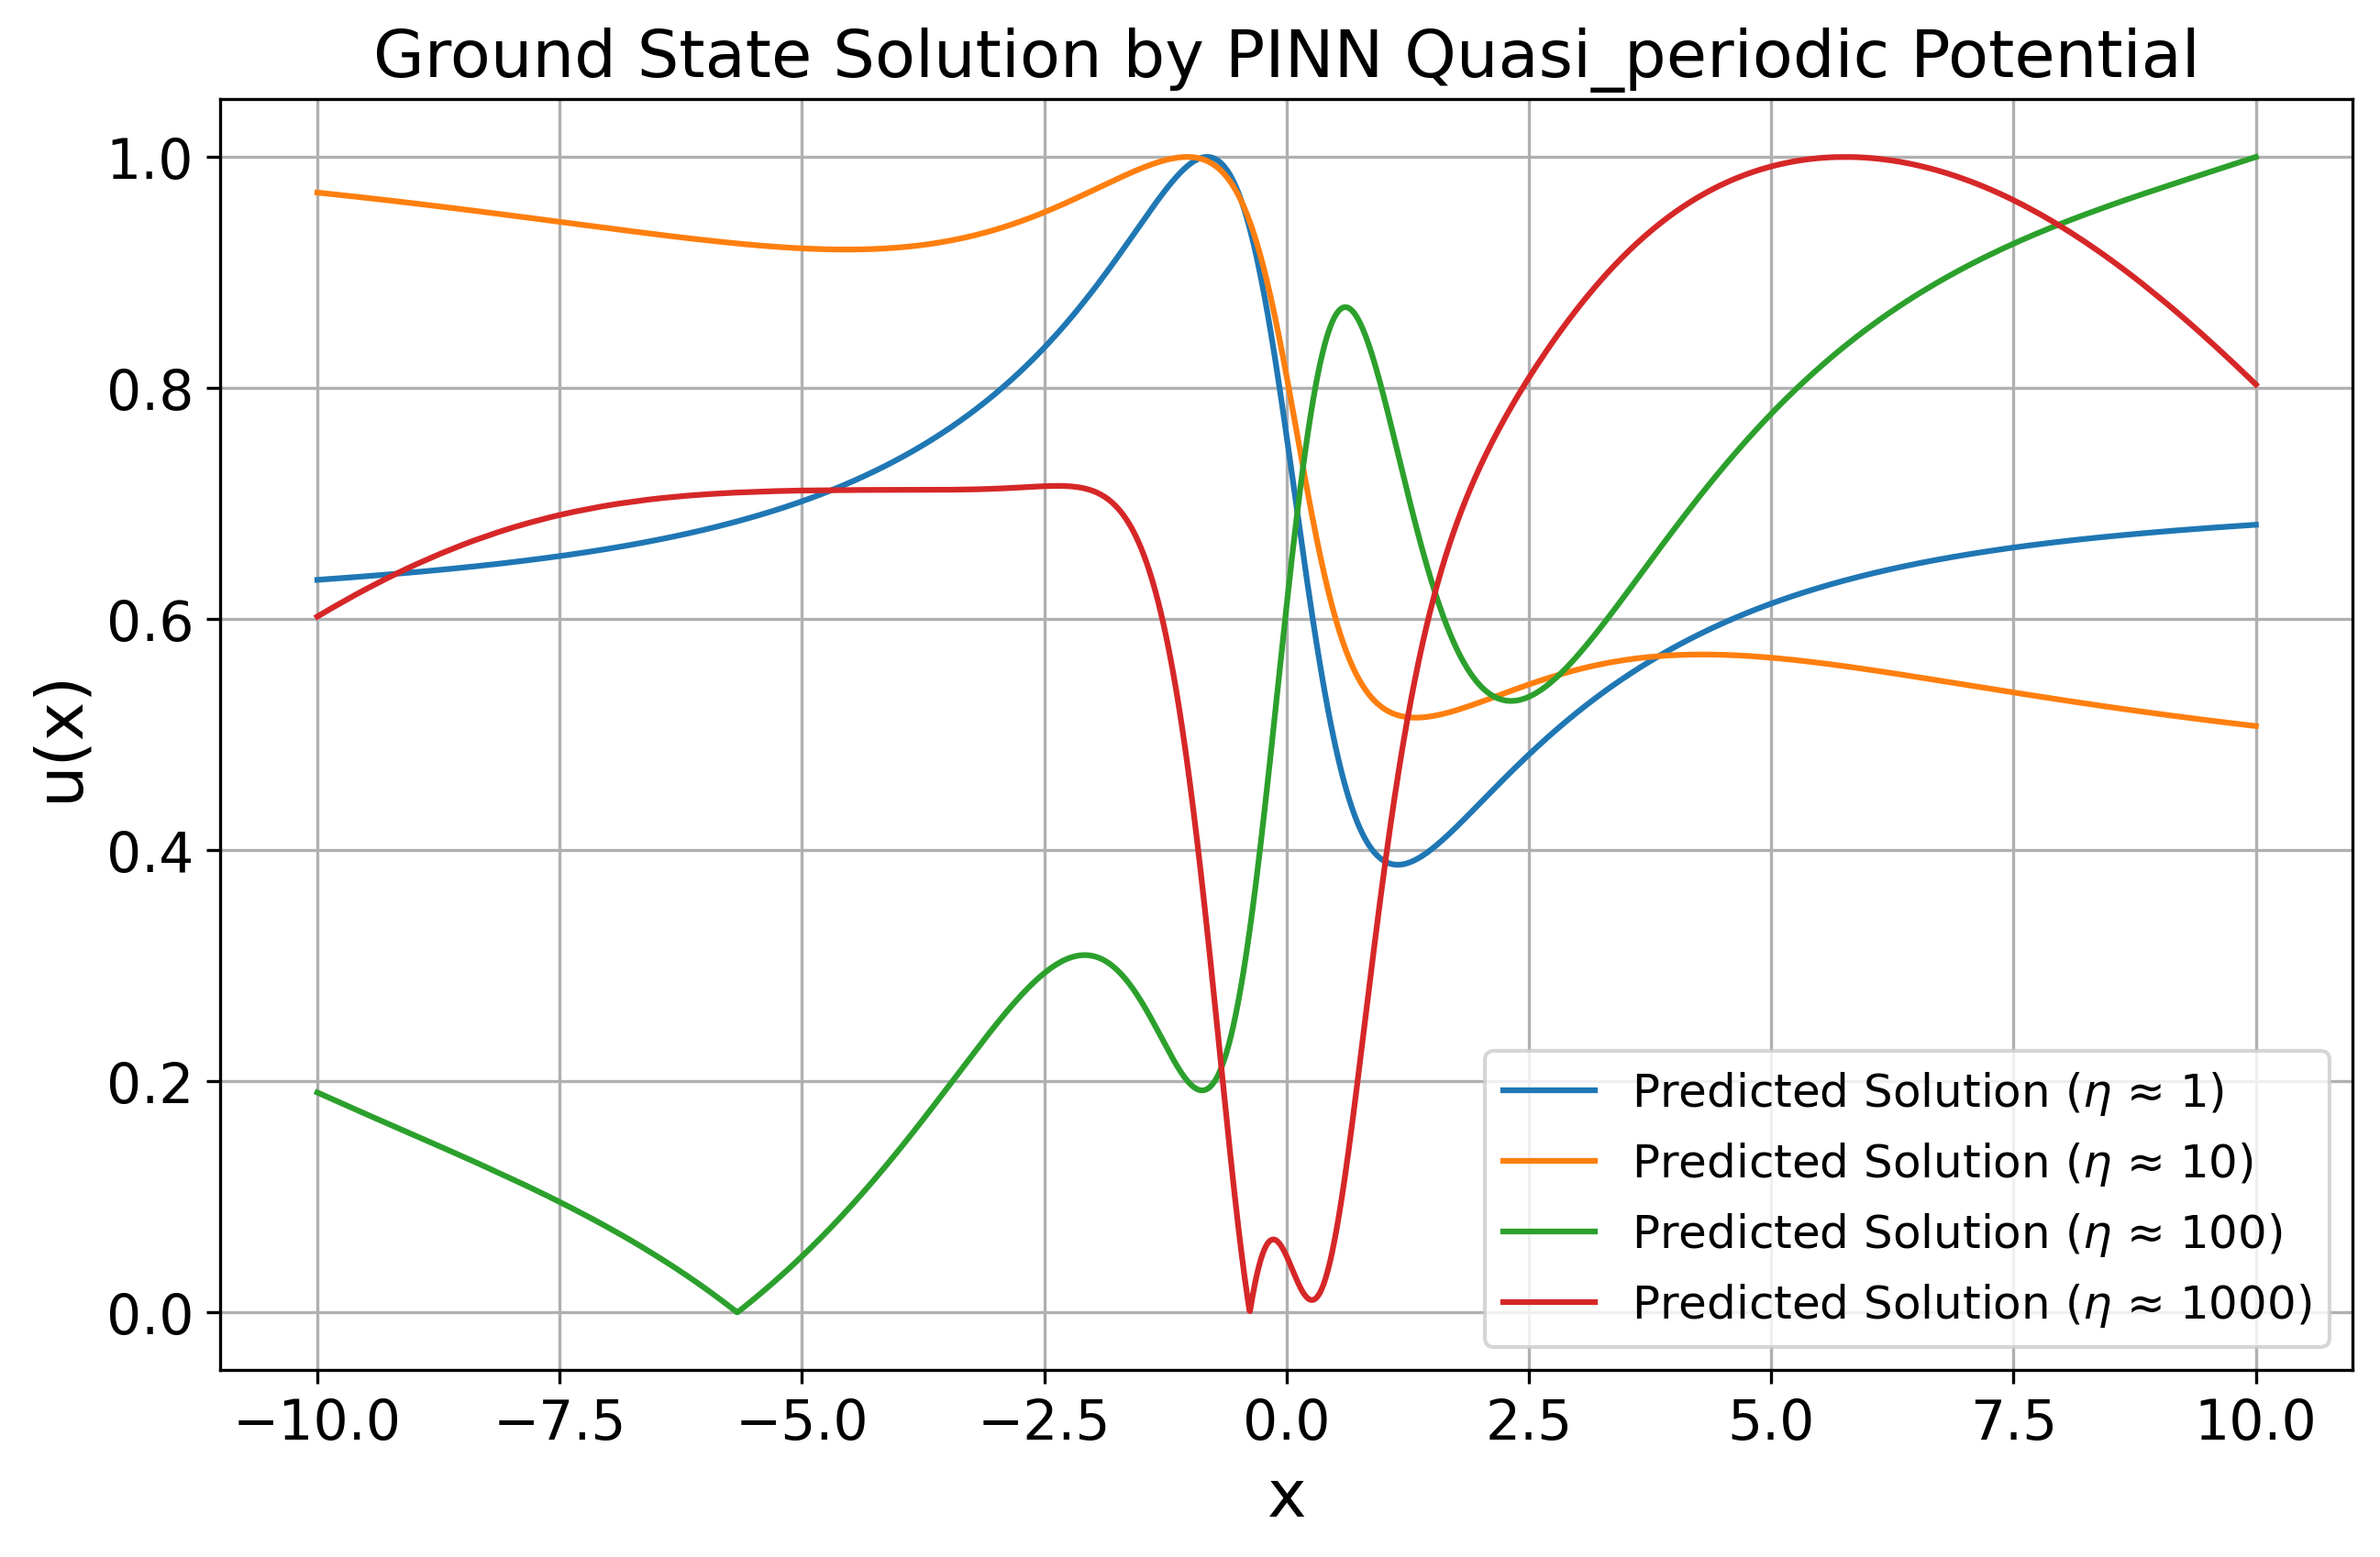 Ground State Solution by PINN Quasi_periodic Potential
1.0
0.8
0.6
0.4
0.2
0.0
u(x)
Predicted Solution (η ≈ 1)
Predicted Solution (η ≈ 10)
Predicted Solution (η ≈ 100)
Predicted Solution (η ≈ 1000)
−10.0 −7.5 −5.0 −2.5 0.0 2.5 5.0 7.5 10.0
x